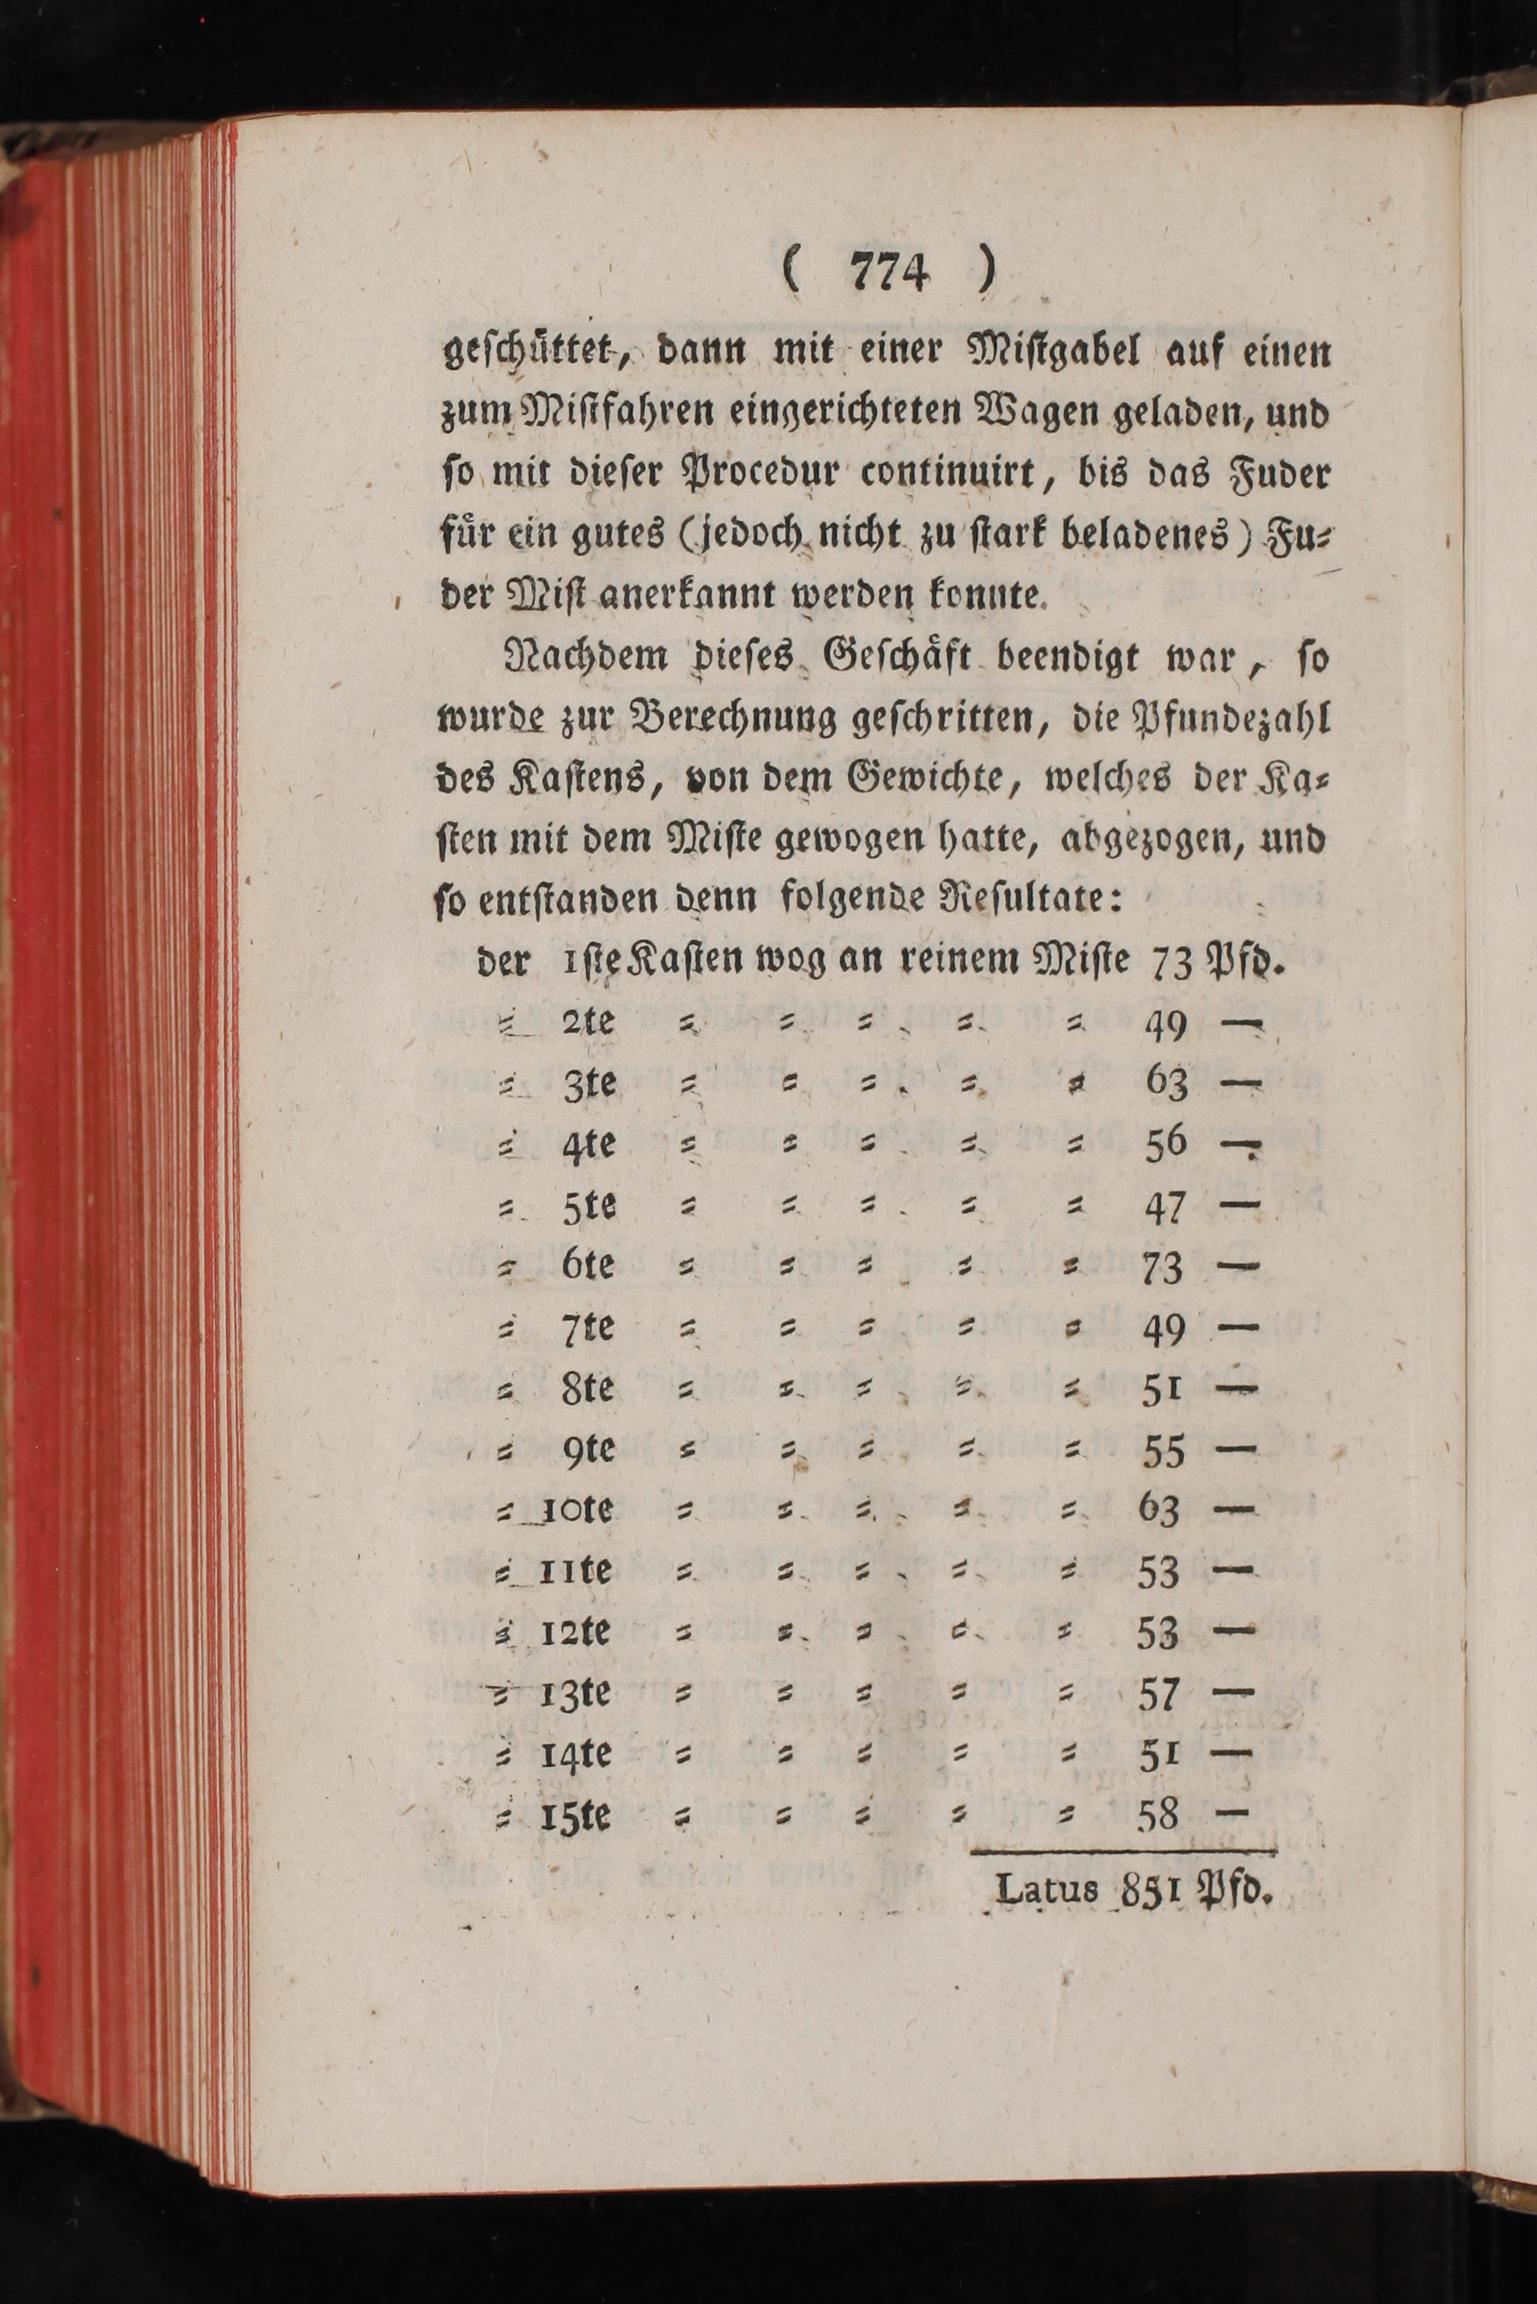 ( 774 )
geſchüttet, dann mit einer Miſtgabel auf einen
zum Miſtfahren eingerichteten Wagen geladen, und
ſo mit dieſer Procedur continuirt, bis das Fuder
für ein gutes (jedoch nicht zu ſtark beladenes) Fu⸗
der Miſt anerkannt werden konnte.
Nachdem dieſes Geſchäft beendigt war, ſo
wurde zur Berechnung geſchritten, die Pfundezahl
des Kaſtens, von dem Gewichte, welches der Ka⸗
ſten mit dem Miſte gewogen hatte, abgezogen, und
ſo entſtanden denn folgende Reſultate:
der 1ſte Kaſten wog an reinem Miſte 73 Pfd.
⸗ 2te ⸗ ⸗ ⸗ ⸗ ⸗ 49 —
⸗ 3te ⸗ ⸗ ⸗ ⸗ ⸗ 63 —
⸗ 4te ⸗ ⸗ ⸗ ⸗ ⸗ 56 —
⸗ 5te ⸗ ⸗ ⸗ ⸗ ⸗ 47 —
⸗ 6te ⸗ ⸗ ⸗ ⸗ ⸗ 73 —
⸗ 7te ⸗ ⸗ ⸗ ⸗ ⸗ 49 —
⸗ 8te ⸗ ⸗ ⸗ ⸗ ⸗ 51 —
⸗ 9te ⸗ ⸗ ⸗ ⸗ ⸗ 55 —
⸗ 10te ⸗ ⸗ ⸗ ⸗ ⸗ 63 —
⸗ 11te ⸗ ⸗ ⸗ ⸗ ⸗ 53 —
⸗ 12te ⸗ ⸗ ⸗ ⸗ ⸗ 53 —
⸗ 13te ⸗ ⸗ ⸗ ⸗ ⸗ 57 —
⸗ 14te ⸗ ⸗ ⸗ ⸗ ⸗ 51 —
⸗ 15te ⸗ ⸗ ⸗ ⸗ ⸗ 58 —
Latus 851 Pfd.